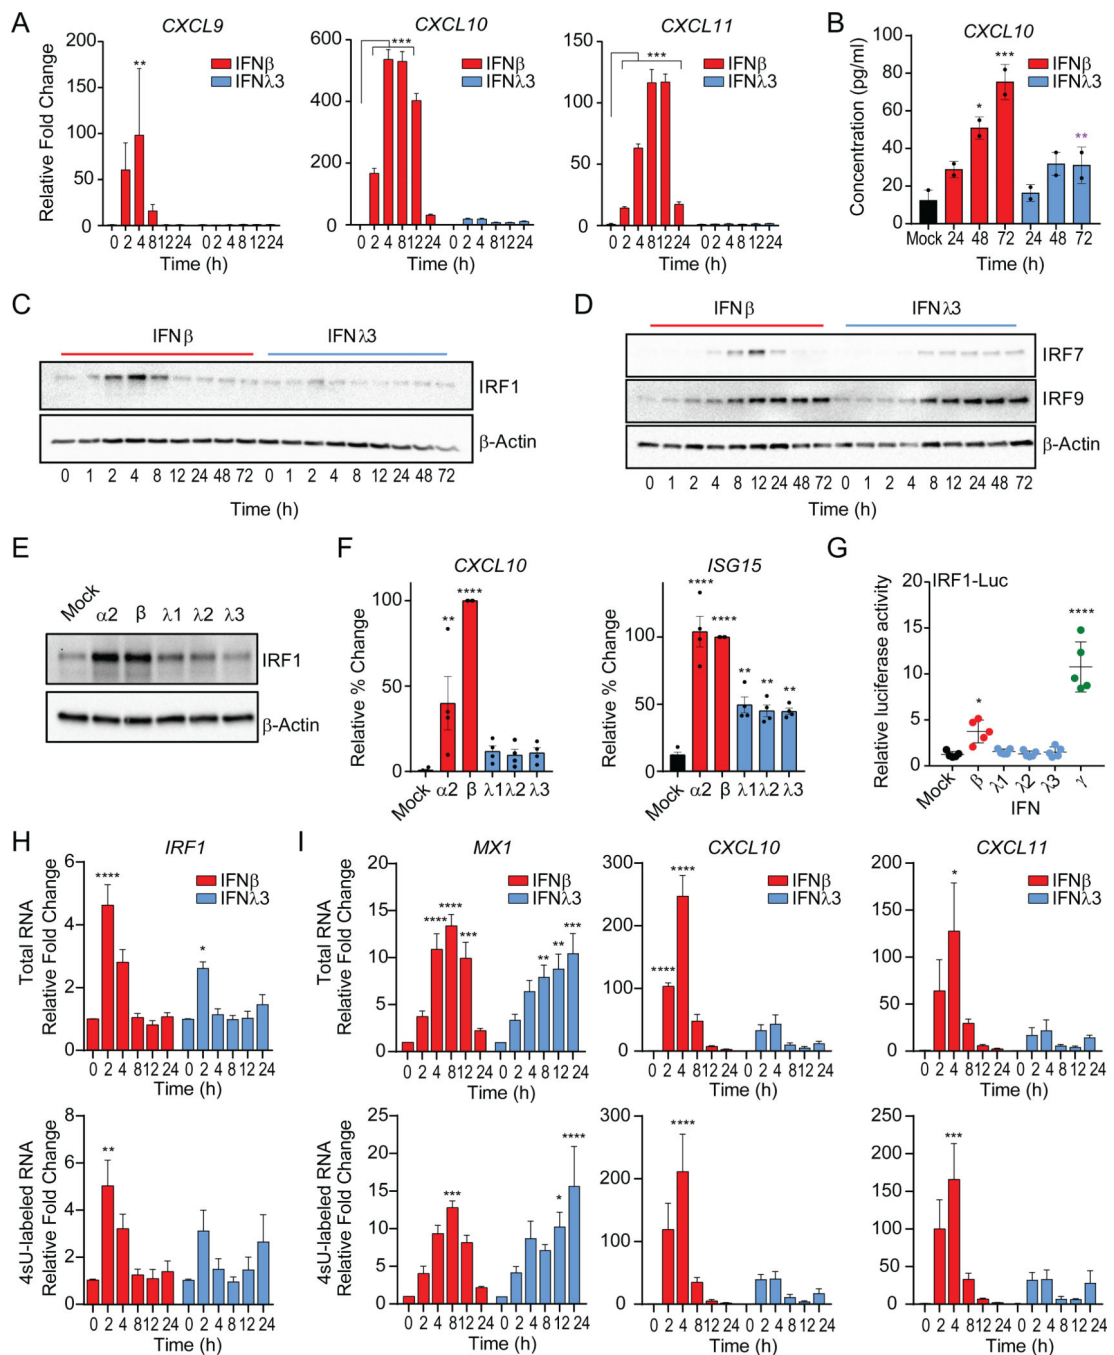 A
CXCL9
Relative Fold Change
200
150
100
50
0
**
IFNβ
IFNλ3
0 2 4 8 12 24 0 2 4 8 12 24
Time (h)
CXCL10
600
400
200
0
***
IFNβ
IFNλ3
0 2 4 8 12 24 0 2 4 8 12 24
Time (h)
CXCL11
150
100
50
0
***
IFNβ
IFNλ3
0 2 4 8 12 24 0 2 4 8 12 24
Time (h)
B
CXCL10
Concentration (pg/ml)
100
80
60
40
20
0
* *** **
IFNβ
IFNλ3
Mock 24 48 72 24 48 72
Time (h)
C
IFNβ IFNλ3
IRF1
β-Actin
0 1 2 4 8 12 24 48 72 0 1 2 4 8 12 24 48 72
Time (h)
D
IFNβ IFNλ3
IRF7
IRF9
β-Actin
0 1 2 4 8 12 24 48 72 0 1 2 4 8 12 24 48 72
Time (h)
E
Mock α2 β λ1 λ2 λ3
IRF1
β-Actin
F
CXCL10
Relative % Change
100
50
0
** ****
Mock α2 β λ1 λ2 λ3
ISG15
Relative % Change
150
100
50
0
**** **** ** ** **
Mock α2 β λ1 λ2 λ3
G
IRF1-Luc
Relative luciferase activity
20
15
10
5
0
* ****
Mock β λ1 λ2 λ3 γ
IFN
H
IRF1
Total RNA
Relative Fold Change
6
4
2
0
**** *
IFNβ
IFNλ3
0 2 4 8 12 24 0 2 4 8 12 24
Time (h)
4sU-labeled RNA
Relative Fold Change
8
6
4
2
0
**
0 2 4 8 12 24 0 2 4 8 12 24
Time (h)
I
MX1
Total RNA
Relative Fold Change
20
15
10
5
0
**** **** *** ** ** ***
IFNβ
IFNλ3
0 2 4 8 12 24 0 2 4 8 12 24
Time (h)
CXCL10
300
200
100
0
**** ****
IFNβ
IFNλ3
0 2 4 8 12 24 0 2 4 8 12 24
Time (h)
CXCL11
200
150
100
50
0
*
IFNβ
IFNλ3
0 2 4 8 12 24 0 2 4 8 12 24
Time (h)
4sU-labeled RNA
Relative Fold Change
25
20
15
10
5
0
*** * ****
0 2 4 8 12 24 0 2 4 8 12 24
Time (h)
300
200
100
0
****
0 2 4 8 12 24 0 2 4 8 12 24
Time (h)
250
200
150
100
50
0
***
0 2 4 8 12 24 0 2 4 8 12 24
Time (h)